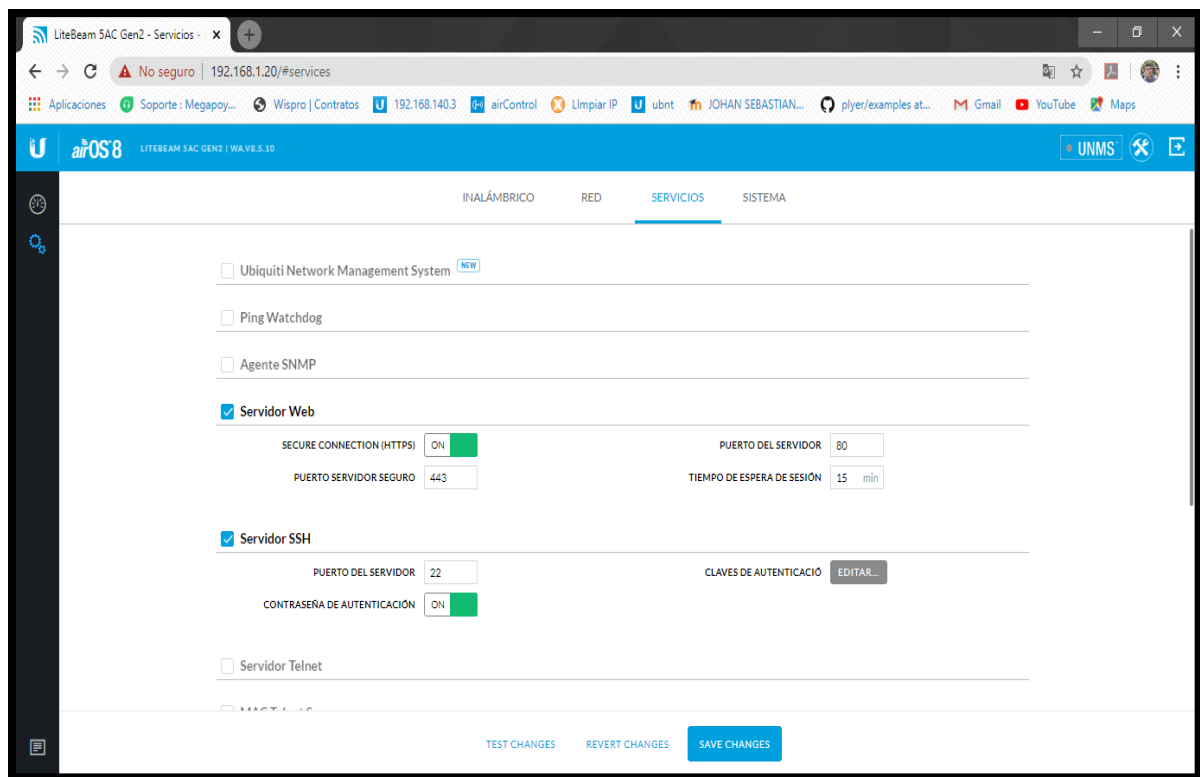 LiteBeam 5AC Gen2 - Servicios -
No seguro | 192.168.1.20/#services
Aplicaciones Soporte : Megapoy... Wispro | Contratos 192.168.140.3 airControl LImpiar IP ubnt JOHAN SEBASTIAN... plyer/examples at... Gmail YouTube Maps
airOS°8 LITEBEAM 5AC GEN2 | WA.V8.5.10 UNMS
INALÁMBRICO RED SERVICIOS SISTEMA
Ubiquiti Network Management System NEW
Ping Watchdog
Agente SNMP
Servidor Web
SECURE CONNECTION (HTTPS) ON PUERTO DEL SERVIDOR 80
PUERTO SERVIDOR SEGURO 443 TIEMPO DE ESPERA DE SESIÓN 15 min
Servidor SSH
PUERTO DEL SERVIDOR 22 CLAVES DE AUTENTICACIÓ EDITAR...
CONTRASEÑA DE AUTENTICACIÓN ON
Servidor Telnet
TEST CHANGES REVERT CHANGES SAVE CHANGES